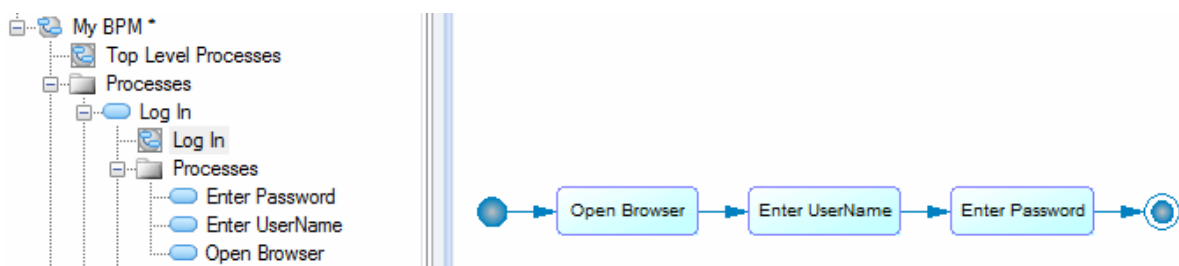 My BPM *
Top Level Processes
Processes
Log In
Log In
Processes
Enter Password
Enter UserName
Open Browser
Open Browser
Enter UserName
Enter Password